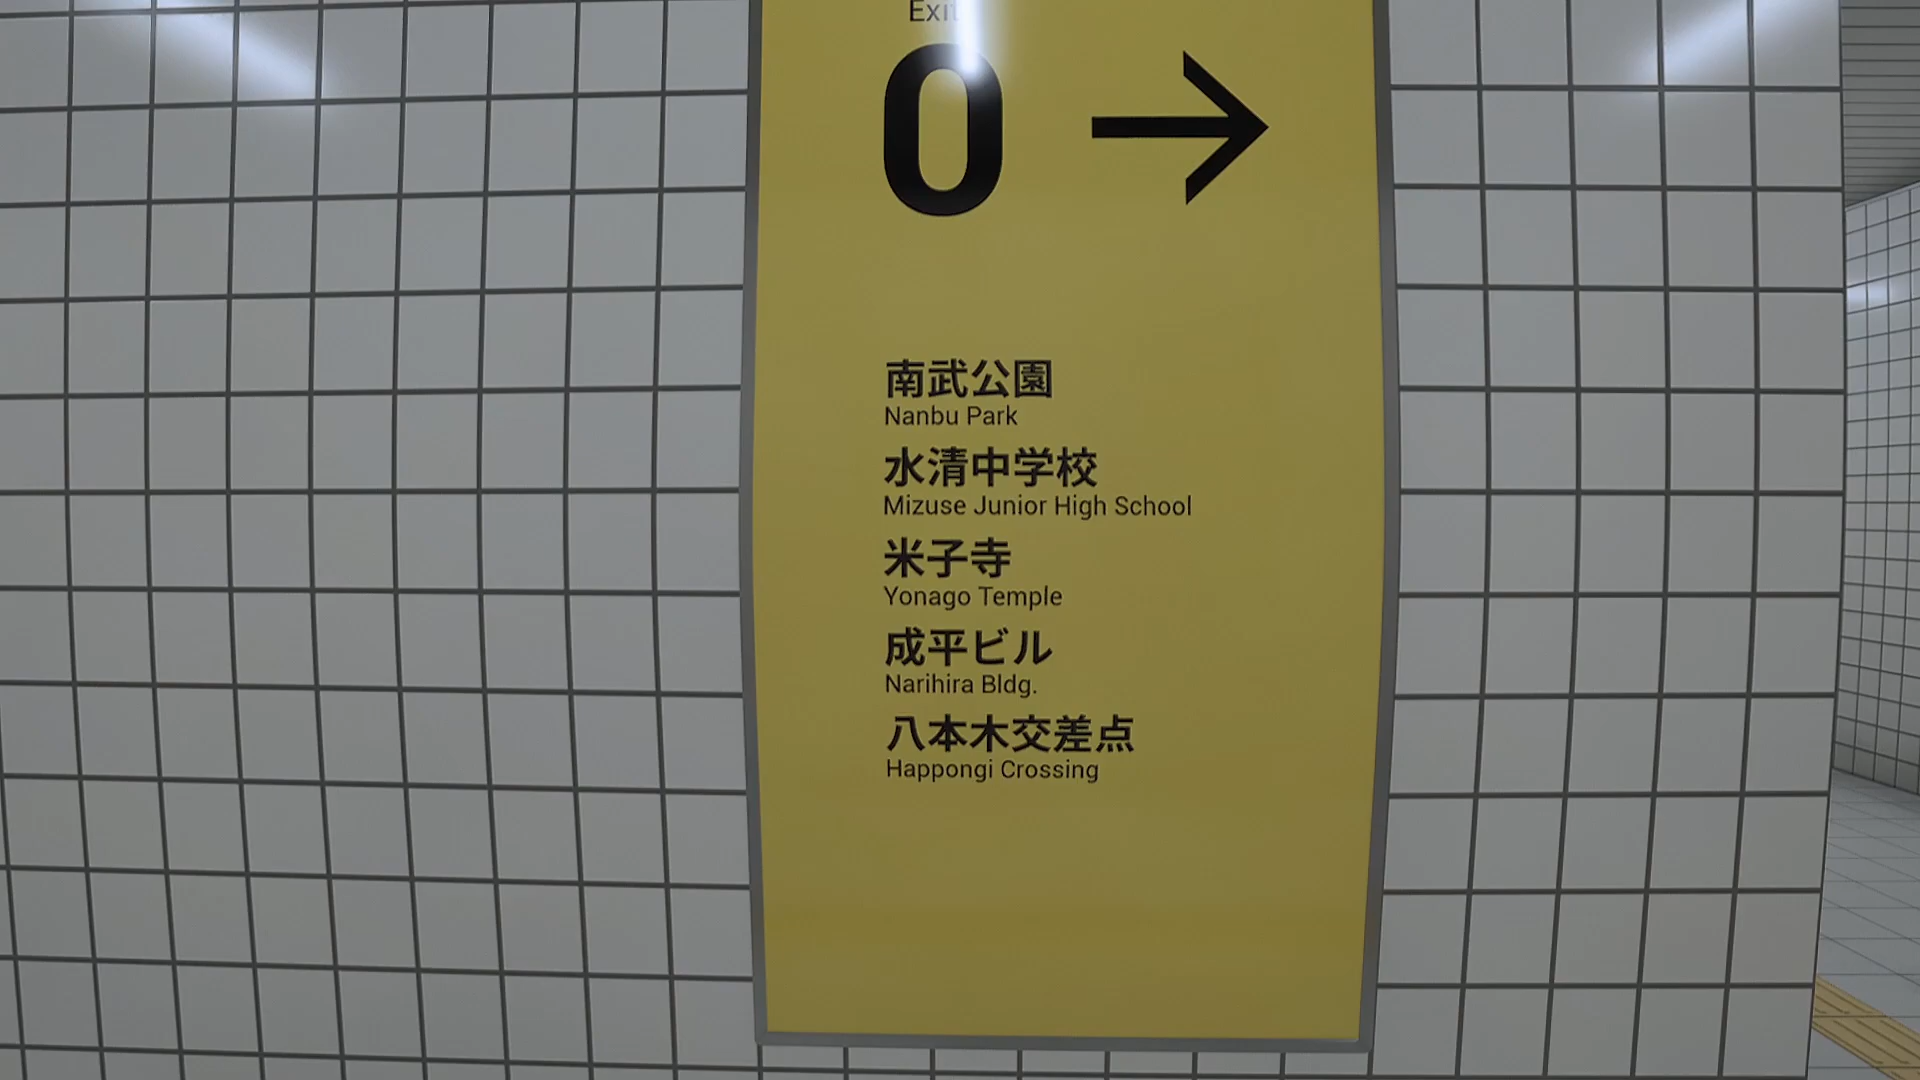 Exit
0 →
南武公園
Nanbu Park
水清中学校
Mizuse Junior High School
米子寺
Yonago Temple
成平ビル
Narihira Bldg.
八本木交差点
Happongi Crossing